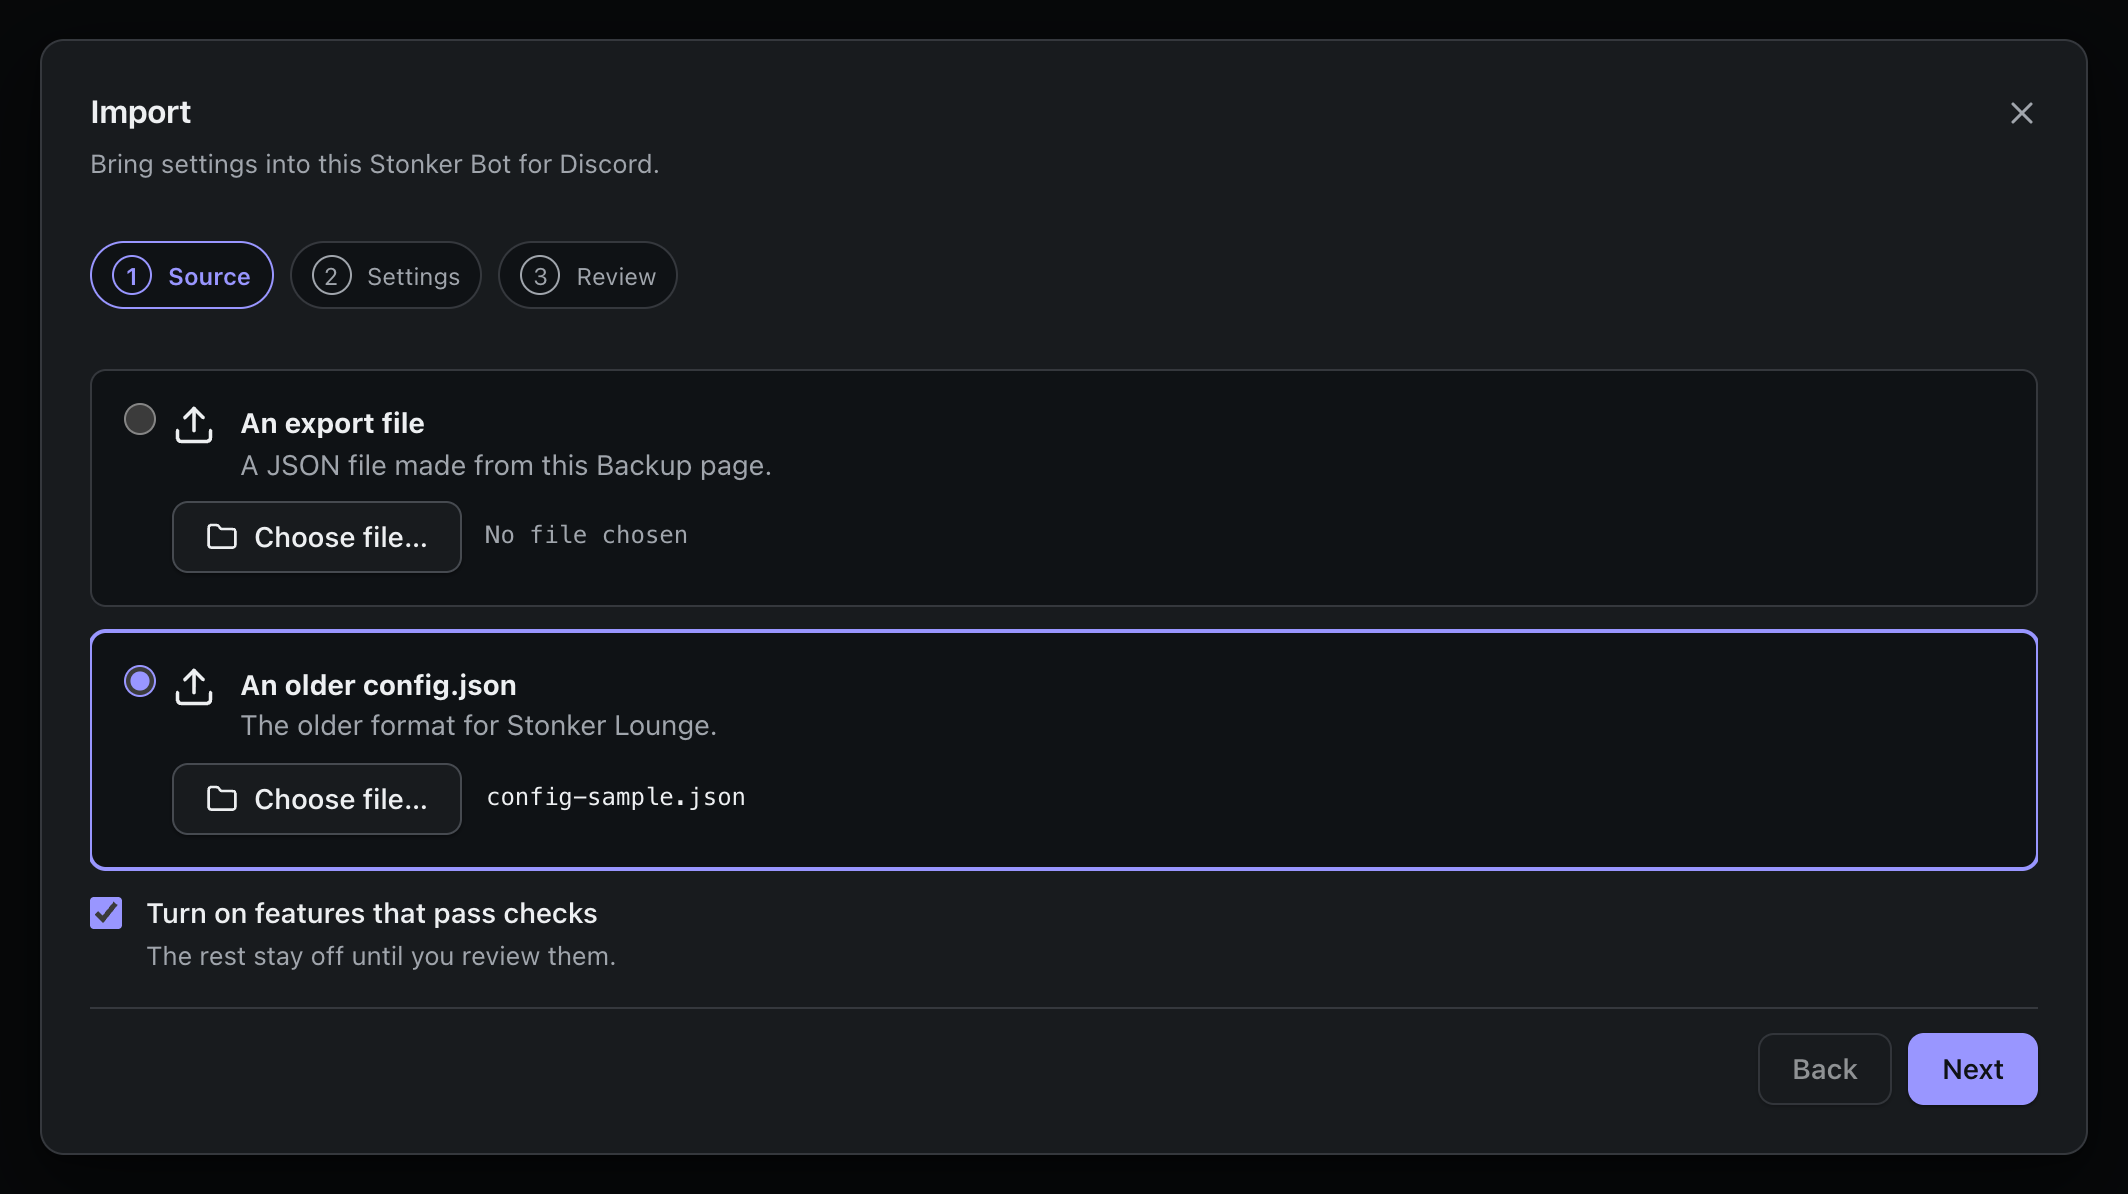 Import
Bring settings into this Stonker Bot for Discord.
1 Source
2 Settings
3 Review
An export file
A JSON file made from this Backup page.
Choose file...
No file chosen
An older config.json
The older format for Stonker Lounge.
Choose file...
config-sample.json
Turn on features that pass checks
The rest stay off until you review them.
Back
Next